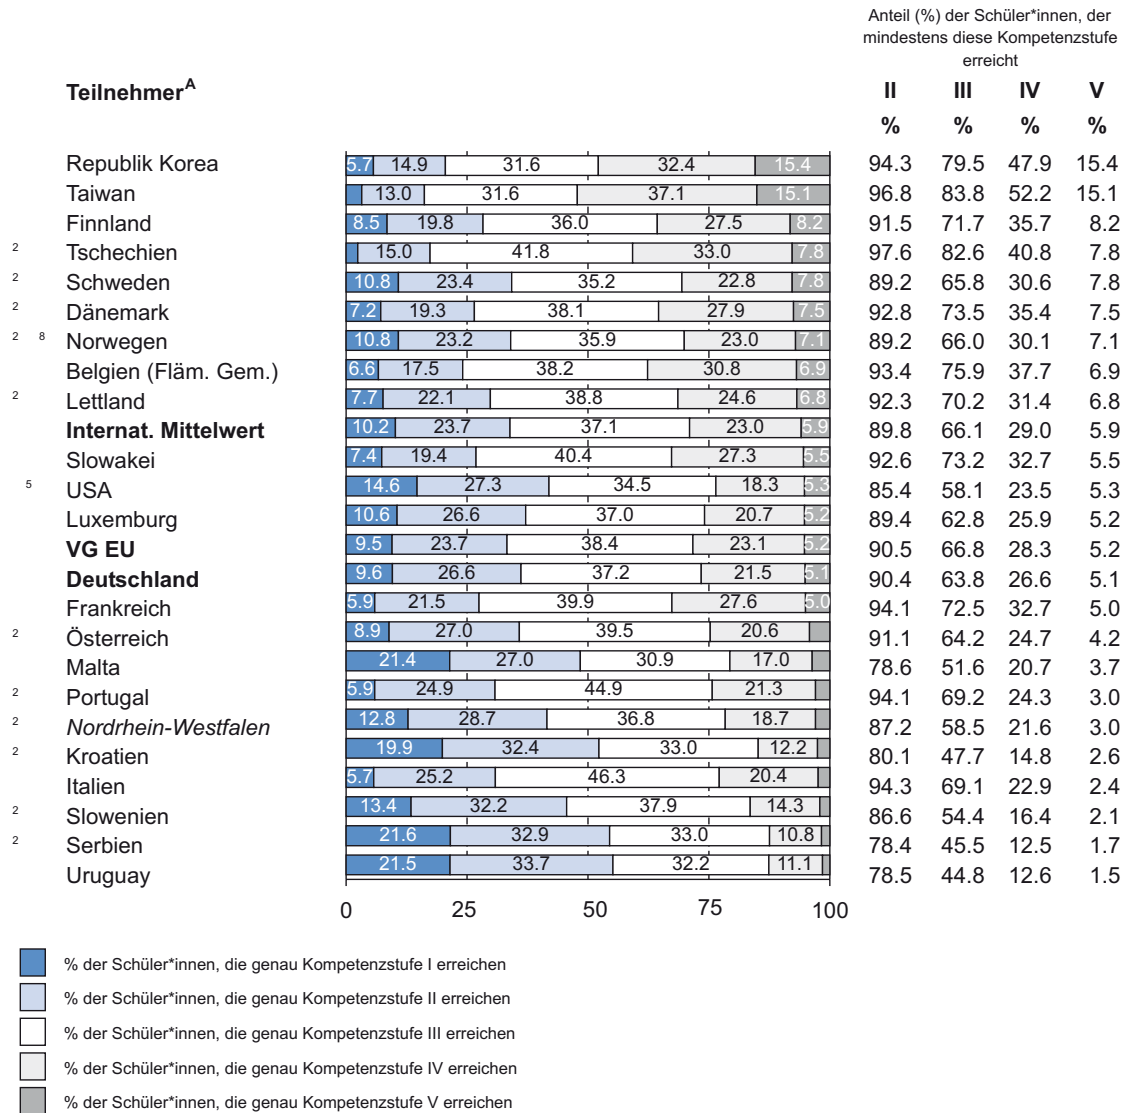 Anteil (%) der Schüler*innen, der
mindestens diese Kompetenzstufe
erreicht
Teilnehmer^A II III IV V
% % % %
Republik Korea 5.7 14.9 31.6 32.4 15.4 94.3 79.5 47.9 15.4
Taiwan 13.0 31.6 37.1 15.1 96.8 83.8 52.2 15.1
Finnland 8.5 19.8 36.0 27.5 8.2 91.5 71.7 35.7 8.2
2 Tschechien 15.0 41.8 33.0 7.8 97.6 82.6 40.8 7.8
2 Schweden 10.8 23.4 35.2 22.8 7.8 89.2 65.8 30.6 7.8
2 Dänemark 7.2 19.3 38.1 27.9 7.5 92.8 73.5 35.4 7.5
2 8 Norwegen 10.8 23.2 35.9 23.0 7.1 89.2 66.0 30.1 7.1
Belgien (Fläm. Gem.) 6.6 17.5 38.2 30.8 6.9 93.4 75.9 37.7 6.9
2 Lettland 7.7 22.1 38.8 24.6 6.8 92.3 70.2 31.4 6.8
Internat. Mittelwert 10.2 23.7 37.1 23.0 5.9 89.8 66.1 29.0 5.9
Slowakei 7.4 19.4 40.4 27.3 5.5 92.6 73.2 32.7 5.5
5 USA 14.6 27.3 34.5 18.3 5.3 85.4 58.1 23.5 5.3
Luxemburg 10.6 26.6 37.0 20.7 5.2 89.4 62.8 25.9 5.2
VG EU 9.5 23.7 38.4 23.1 5.2 90.5 66.8 28.3 5.2
Deutschland 9.6 26.6 37.2 21.5 5.1 90.4 63.8 26.6 5.1
Frankreich 5.9 21.5 39.9 27.6 5.0 94.1 72.5 32.7 5.0
2 Österreich 8.9 27.0 39.5 20.6 91.1 64.2 24.7 4.2
Malta 21.4 27.0 30.9 17.0 78.6 51.6 20.7 3.7
2 Portugal 5.9 24.9 44.9 21.3 94.1 69.2 24.3 3.0
2 Nordrhein-Westfalen 12.8 28.7 36.8 18.7 87.2 58.5 21.6 3.0
2 Kroatien 19.9 32.4 33.0 12.2 80.1 47.7 14.8 2.6
Italien 5.7 25.2 46.3 20.4 94.3 69.1 22.9 2.4
2 Slowenien 13.4 32.2 37.9 14.3 86.6 54.4 16.4 2.1
2 Serbien 21.6 32.9 33.0 10.8 78.4 45.5 12.5 1.7
Uruguay 21.5 33.7 32.2 11.1 78.5 44.8 12.6 1.5
0 25 50 75 100
% der Schüler*innen, die genau Kompetenzstufe I erreichen
% der Schüler*innen, die genau Kompetenzstufe II erreichen
% der Schüler*innen, die genau Kompetenzstufe III erreichen
% der Schüler*innen, die genau Kompetenzstufe IV erreichen
% der Schüler*innen, die genau Kompetenzstufe V erreichen